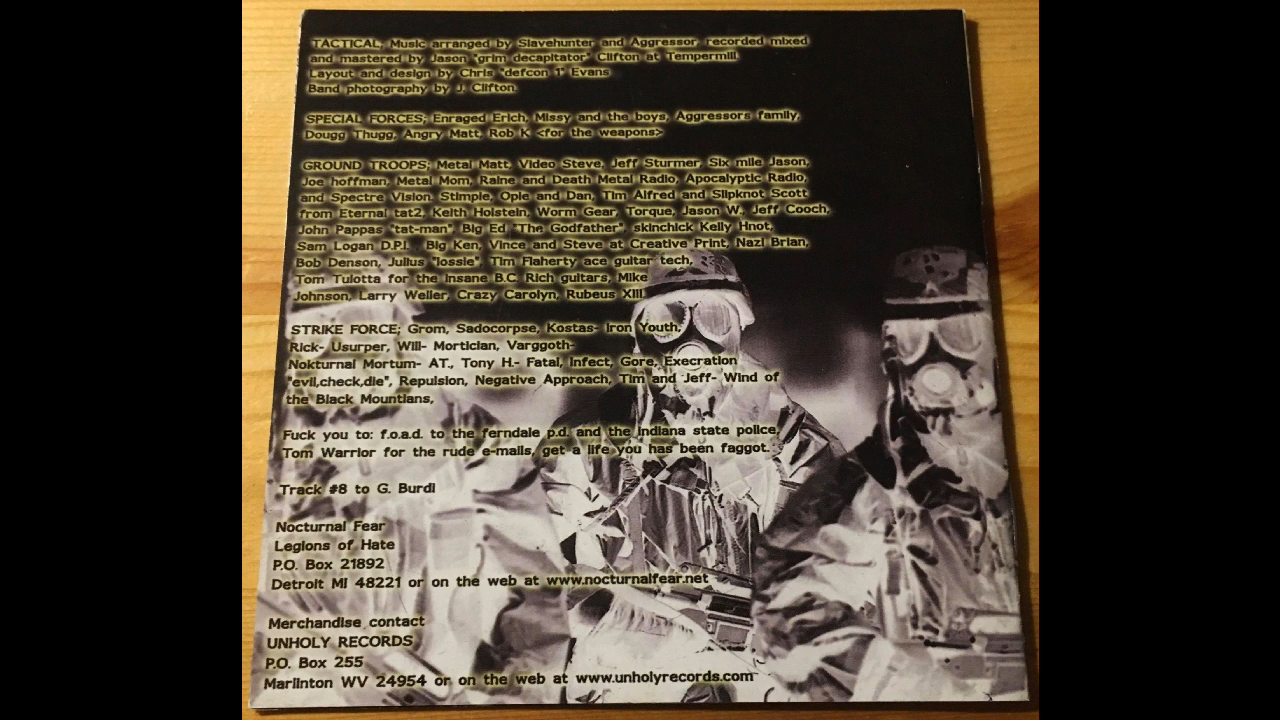 TACTICAL; Music arranged by Slavehunter and Aggressor, recorded mixed
and mastered by Jason "grim decapitator" Clifton at Tempermill.
Layout and design by Chris "defcon 1" Evans
Band photography by J. Clifton.
SPECIAL FORCES; Enraged Erich, Missy and the boys, Aggressors family,
Dougg Thugg, Angry Matt, Rob K <for the weapons>
GROUND TROOPS; Metal Matt, Video Steve, Jeff Sturmer, Six mile Jason,
Joe hoffman, Metal Mom, Raine and Death Metal Radio, Apocalyptic Radio,
and Spectre Vision. Stimpie, Opie and Dan, Tim Alfred and Slipknot Scott
from Eternal tat2, Keith Holstein, Worm Gear, Torque, Jason W. Jeff Cooch,
John Pappas "tat-man", Big Ed "The Godfather", skinchick Kelly Hnot,
Sam Logan D.P.I., Big Ken, Vince and Steve at Creative Print, Nazi Brian,
Bob Denson, Julius "lossie", Tim Flaherty ace guitar tech,
Tom Tulotta for the insane B.C. Rich guitars, Mike
Johnson, Larry Weller, Crazy Carolyn, Rubeus XIII,
STRIKE FORCE; Grom, Sadocorpse, Kostas- Iron Youth,
Rick- Usurper, Will- Mortician, Varggoth-
Nokturnal Mortum- AT., Tony H.- Fatal, Infect, Gore, Execration
"evil,check,die", Repulsion, Negative Approach, Tim and Jeff- Wind of
the Black Mountians,
Fuck you to: f.o.a.d. to the ferndale p.d. and the indiana state police,
Tom Warrior for the rude e-mails, get a life you has been faggot.
Track #8 to G. Burdi
Nocturnal Fear
Legions of Hate
P.O. Box 21892
Detroit MI 48221 or on the web at www.nocturnalfear.net
Merchandise contact
UNHOLY RECORDS
P.O. Box 255
Marlinton WV 24954 or on the web at www.unholyrecords.com